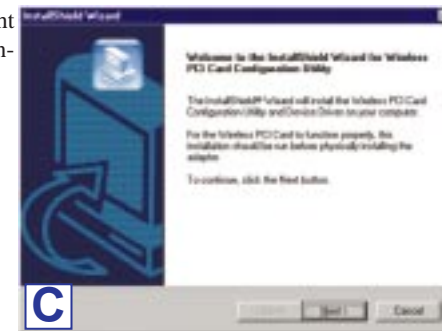 nt
n-
InstallShield Wizard
Welcome to the InstallShield Wizard for Wireless
PCI Card Configuration Utility
The InstallShield® Wizard will install the Wireless PCI Card
Configuration Utility and Device Driver on your computer.
For the Wireless PCI Card to function properly, this
installation should be run before physically installing the
adapter.
To continue, click the Next button.
C
Next
Cancel